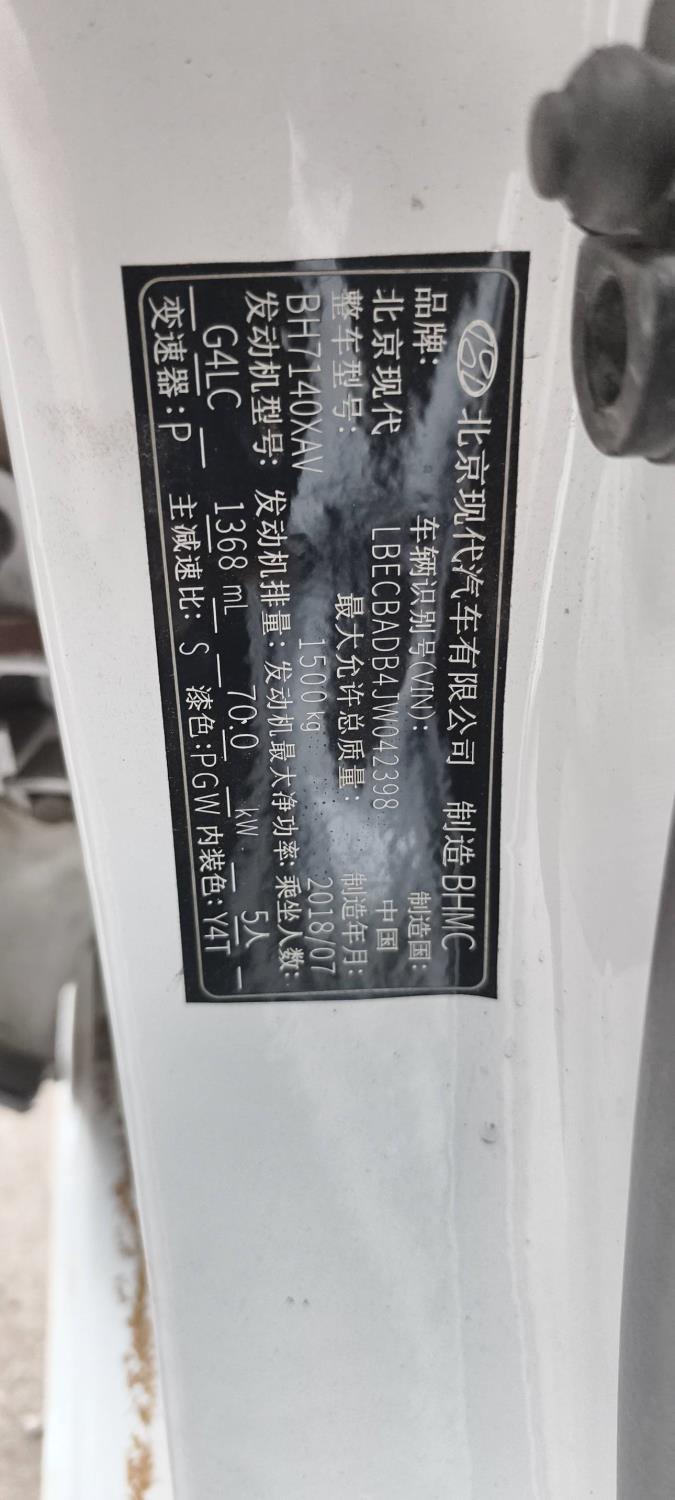 北京现代汽车有限公司 制造 BHMC
品牌: 车辆识别号(VIN): 制造国:
北京现代 LBECBADB4JW042398 中国
整车型号: 最大允许总质量: 制造年月:
BH7140XAV 1500 kg 2018/07
发动机型号: 发动机排量: 发动机最大净功率: 乘坐人数:
G4LC 1368 mL 70.0 kW 5人
变速器:P 主减速比: S 漆色:PGW 内装色:Y4T